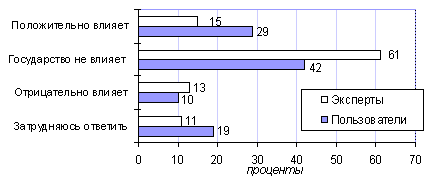 Положительно влияет
15
29
Государство не влияет
61
42
Отрицательно влияет
13
10
Затрудняюсь ответить
11
19
Эксперты
Пользователи
0 10 20 30 40 50 60 70
проценты